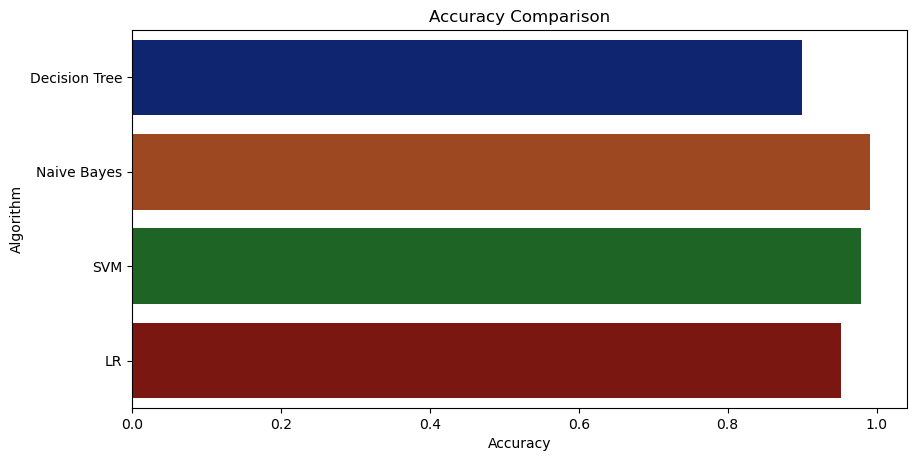 Accuracy Comparison
Algorithm
Decision Tree
Naive Bayes
SVM
LR
0.0 0.2 0.4 0.6 0.8 1.0
Accuracy